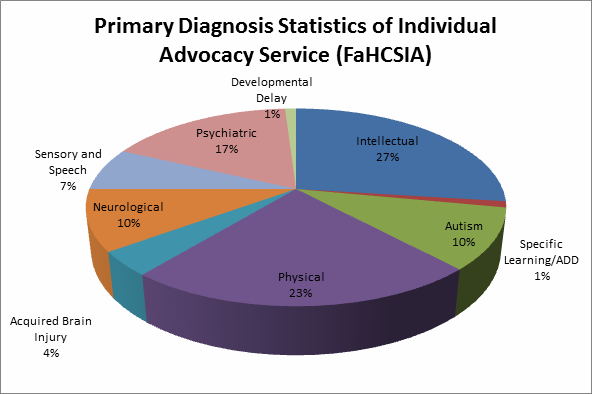 Primary Diagnosis Statistics of Individual
Advocacy Service (FaHCSIA)
Developmental
Delay
1%
Intellectual
27%
Specific
Learning/ADD
1%
Autism
10%
Physical
23%
Acquired Brain
Injury
4%
Neurological
10%
Sensory and
Speech
7%
Psychiatric
17%